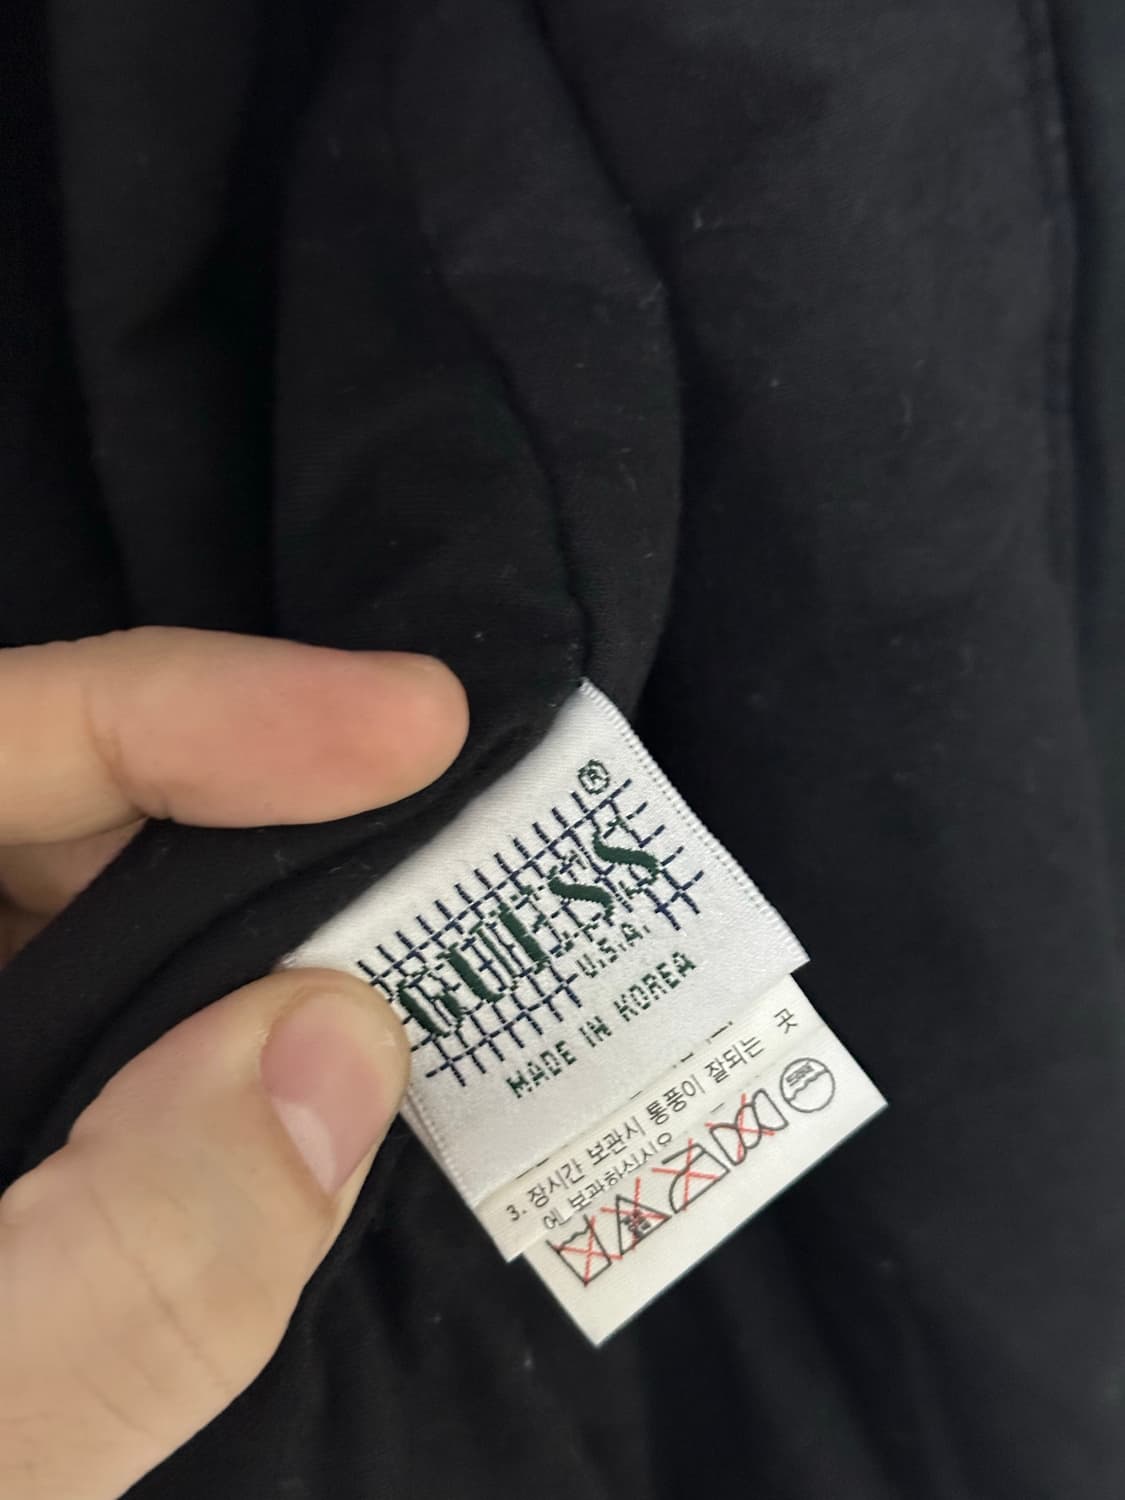 ®
GUESS
U.S.A.
MADE IN KOREA
3. 장시간 보관시 통풍이 잘되는 곳
에 보관하십시오